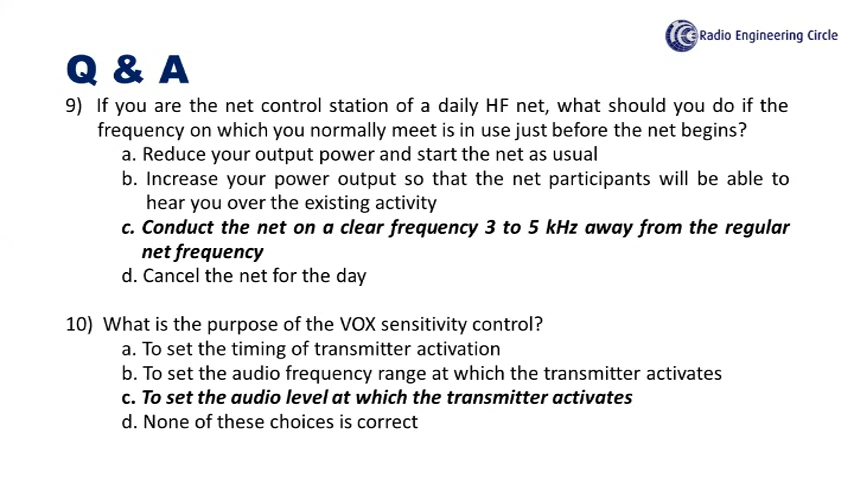 Radio Engineering Circle
Q & A
9) If you are the net control station of a daily HF net, what should you do if the
frequency on which you normally meet is in use just before the net begins?
a. Reduce your output power and start the net as usual
b. Increase your power output so that the net participants will be able to
hear you over the existing activity
c. Conduct the net on a clear frequency 3 to 5 kHz away from the regular
net frequency
d. Cancel the net for the day
10) What is the purpose of the VOX sensitivity control?
a. To set the timing of transmitter activation
b. To set the audio frequency range at which the transmitter activates
c. To set the audio level at which the transmitter activates
d. None of these choices is correct